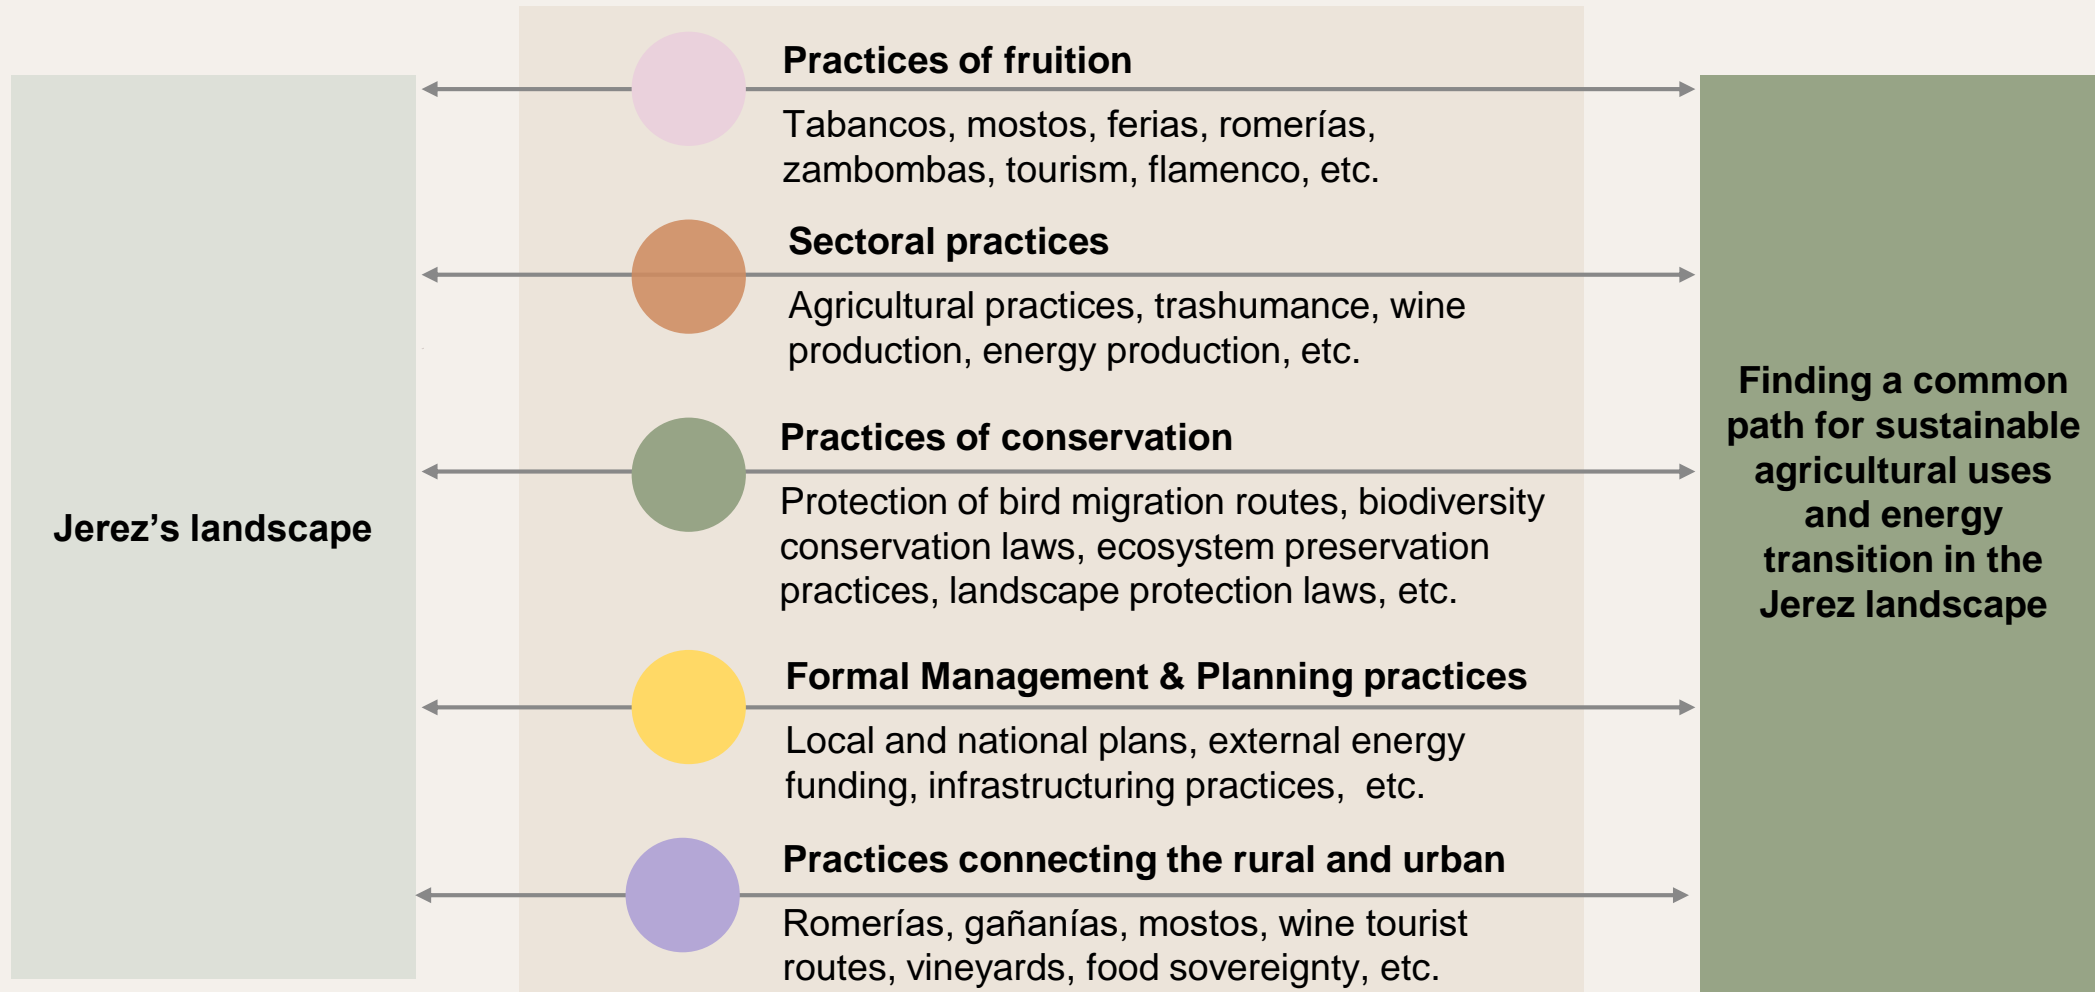 Jerez’s landscape
Practices of fruition
Tabancos, mostos, ferias, romerías,
zambombas, tourism, flamenco, etc.
Sectoral practices
Agricultural practices, trashumance, wine
production, energy production, etc.
Practices of conservation
Protection of bird migration routes, biodiversity
conservation laws, ecosystem preservation
practices, landscape protection laws, etc.
Formal Management & Planning practices
Local and national plans, external energy
funding, infrastructuring practices,  etc.
Practices connecting the rural and urban
Romerías, gañanías, mostos, wine tourist
routes, vineyards, food sovereignty, etc.
Finding a common
path for sustainable
agricultural uses
and energy
transition in the
Jerez landscape